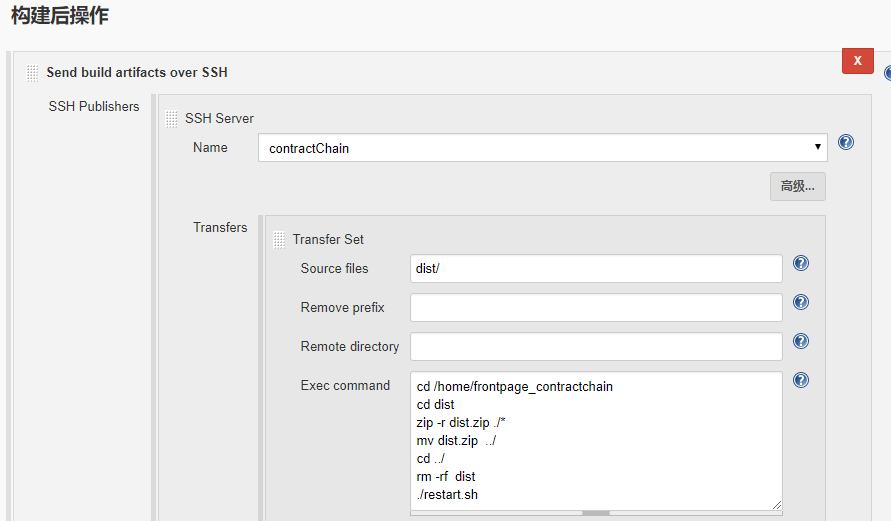 构建后操作
X
Send build artifacts over SSH
SSH Publishers
SSH Server
Name contractChain
高级...
Transfers
Transfer Set
Source files dist/
Remove prefix
Remote directory
Exec command
cd /home/frontpage_contractchain
cd dist
zip -r dist.zip ./*
mv dist.zip  ../
cd ../
rm -rf  dist
./restart.sh